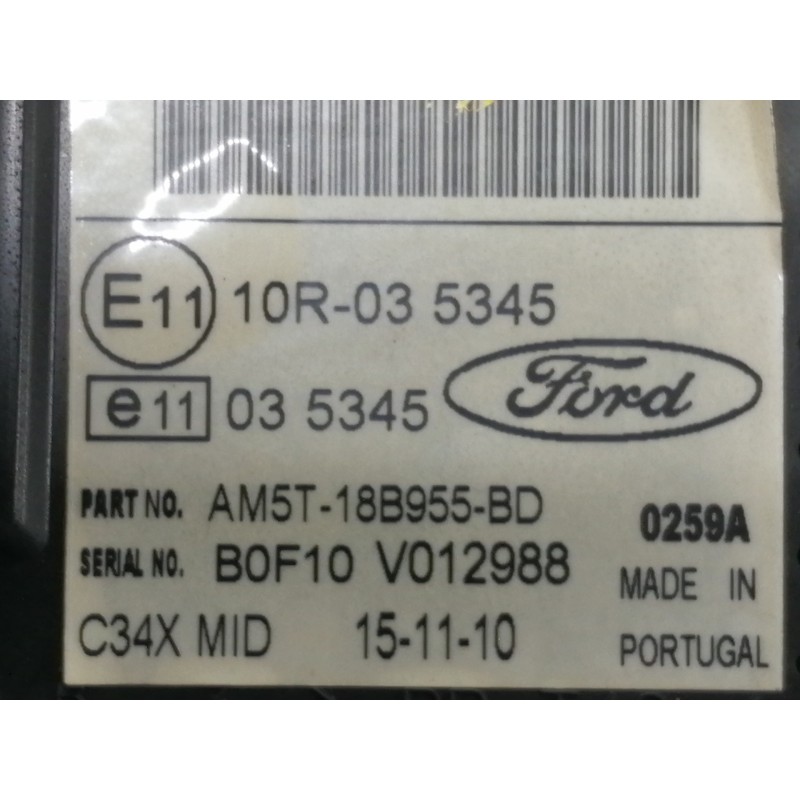 E11 10R-03 5345
e11 03 5345 Ford
PART NO. AM5T-18B955-BD 0259A
SERIAL NO. B0F10 V012988 MADE IN
C34X MID 15-11-10 PORTUGAL